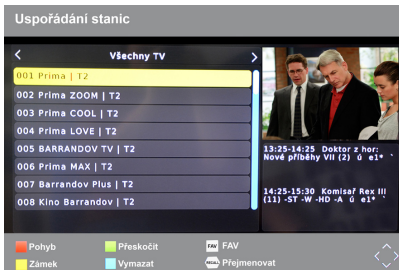 Uspořádání stanic
Všechny TV
001 Prima | T2
002 Prima ZOOM | T2
003 Prima COOL | T2
004 Prima LOVE | T2
005 BARRANDOV TV | T2
006 Prima MAX | T2
007 Barrandov Plus | T2
008 Kino Barrandov | T2
13:25-14:25 Doktor z hor:
Nové příběhy VII (2) ú e1* `
14:25-15:30 Komisař Rex III
(11) -ST -W -HD -A ú e1* `
Pohyb
Přeskočit
FAV FAV
Zámek
Vymazat
RECALL Přejmenovat